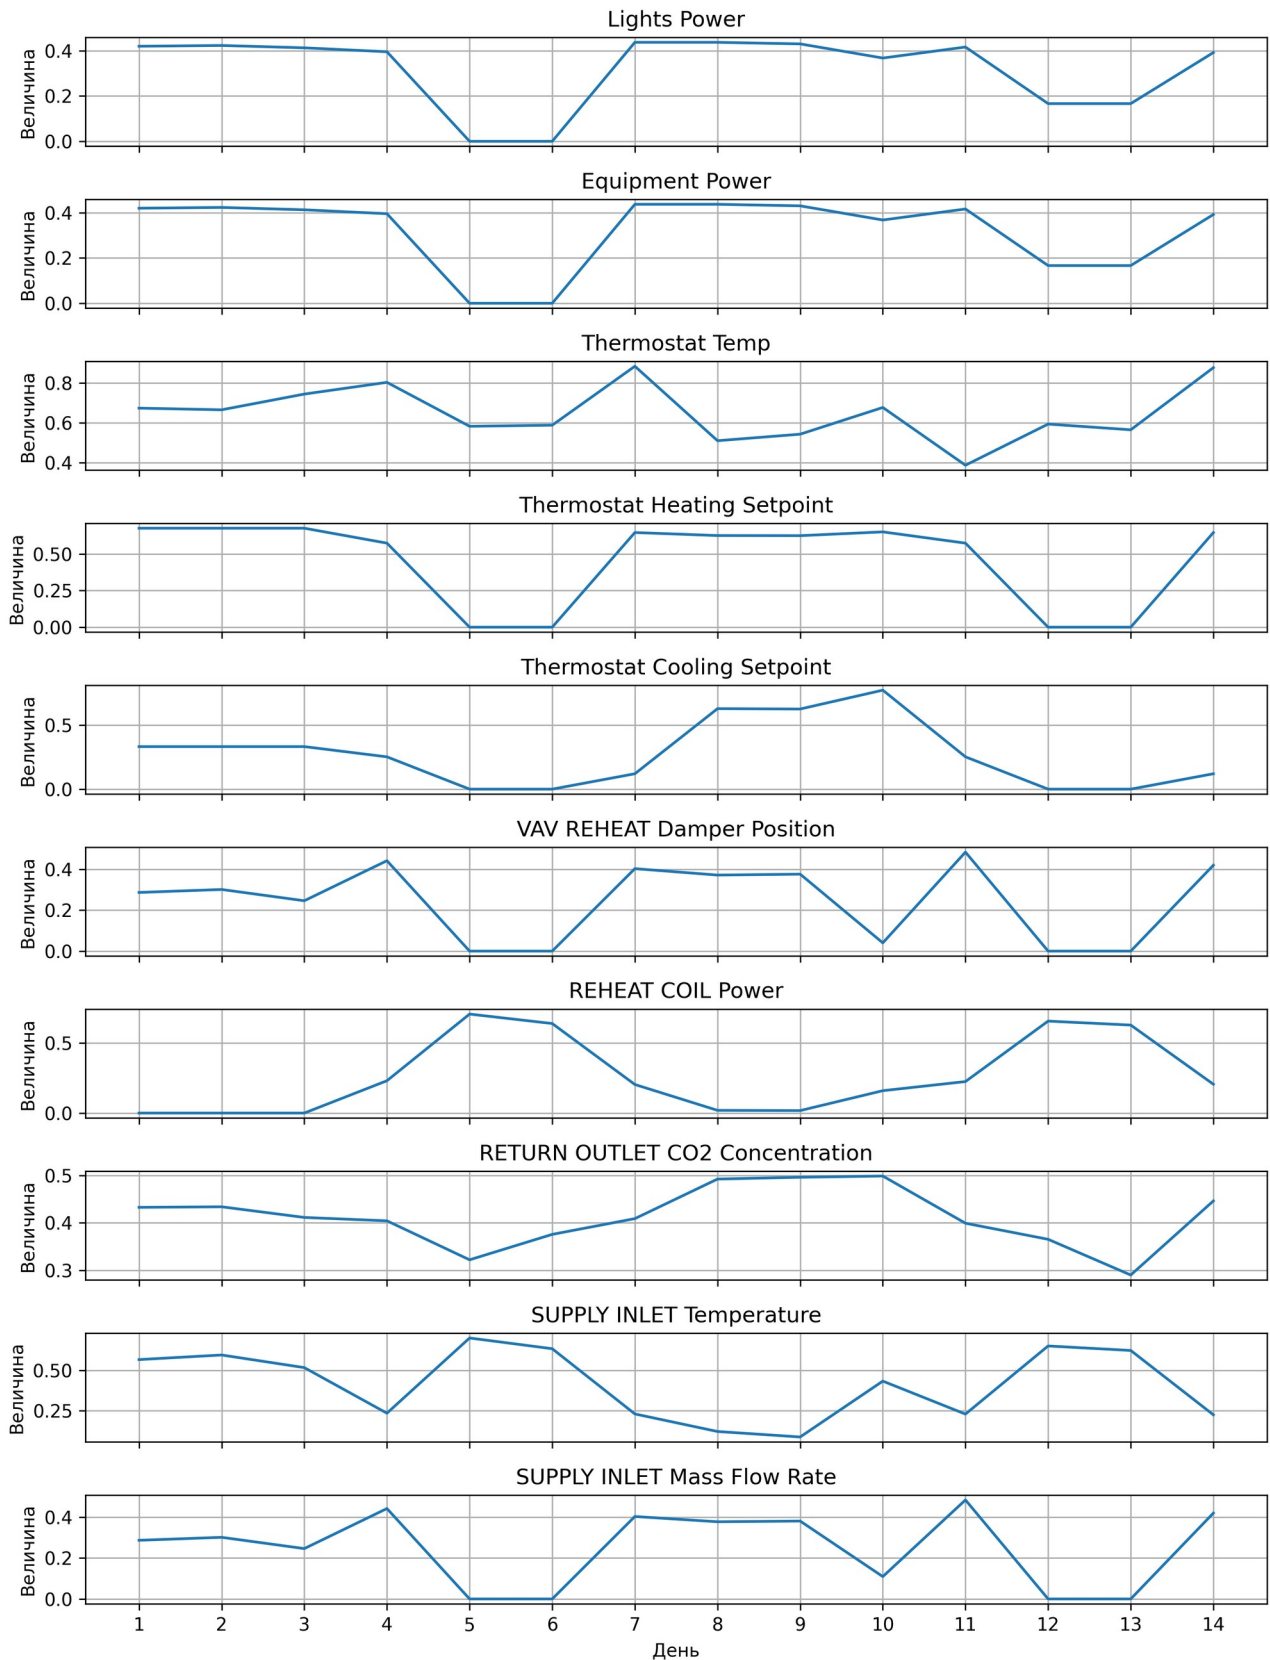 Lights Power
Величина
0.4
0.2
0.0
Equipment Power
Величина
0.4
0.2
0.0
Thermostat Temp
Величина
0.8
0.6
0.4
Thermostat Heating Setpoint
Величина
0.50
0.25
0.00
Thermostat Cooling Setpoint
Величина
0.5
0.0
VAV REHEAT Damper Position
Величина
0.4
0.2
0.0
REHEAT COIL Power
Величина
0.5
0.0
RETURN OUTLET CO2 Concentration
Величина
0.5
0.4
0.3
SUPPLY INLET Temperature
Величина
0.50
0.25
SUPPLY INLET Mass Flow Rate
Величина
0.4
0.2
0.0
1 2 3 4 5 6 7 8 9 10 11 12 13 14
День